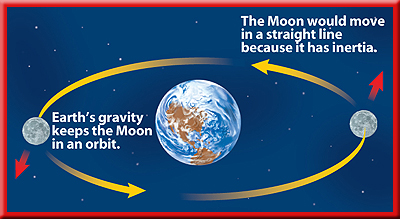 The Moon would move
in a straight line
because it has inertia.
Earth's gravity
keeps the Moon
in an orbit.